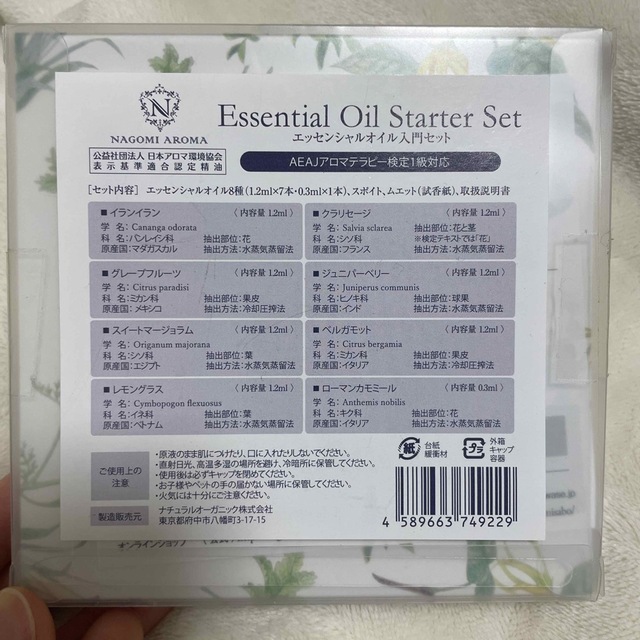 N
NAGOMI AROMA
公益社団法人 日本アロマ環境協会
表示基準適合認定精油
Essential Oil Starter Set
エッセンシャルオイル入門セット
AEAJアロマテラピー検定1級対応
[セット内容] エッセンシャルオイル8種(1.2ml×7本・0.3ml×1本)、スポイト、ムエット(試香紙)、取扱説明書
■イランイラン 〈内容量 1.2ml〉
学 名：Cananga odorata
科 名：バンレイシ科 抽出部位：花
原産国：マダガスカル 抽出方法：水蒸気蒸留法
■クラリセージ 〈内容量 1.2ml〉
学 名：Salvia sclarea 抽出部位：花と茎
科 名：シソ科 ※検定テキストでは「花」
原産国：フランス 抽出方法：水蒸気蒸留法
■グレープフルーツ 〈内容量 1.2ml〉
学 名：Citrus paradisi
科 名：ミカン科 抽出部位：果皮
原産国：メキシコ 抽出方法：冷却圧搾法
■ジュニパーベリー 〈内容量 1.2ml〉
学 名：Juniperus communis
科 名：ヒノキ科 抽出部位：球果
原産国：インド 抽出方法：水蒸気蒸留法
■スイートマージョラム 〈内容量 1.2ml〉
学 名：Origanum majorana
科 名：シソ科 抽出部位：葉
原産国：エジプト 抽出方法：水蒸気蒸留法
■ベルガモット 〈内容量 1.2ml〉
学 名：Citrus bergamia
科 名：ミカン科 抽出部位：果皮
原産国：イタリア 抽出方法：冷却圧搾法
■レモングラス 〈内容量 1.2ml〉
学 名：Cymbopogon flexuosus
科 名：イネ科 抽出部位：葉
原産国：ベトナム 抽出方法：水蒸気蒸留法
■ローマンカモミール 〈内容量 0.3ml〉
学 名：Anthemis nobilis
科 名：キク科 抽出部位：花
原産国：イタリア 抽出方法：水蒸気蒸留法
ご使用上の
注意
・原液のまま肌につけたり、口に入れたりしないでください。
・直射日光、高温多湿の場所を避け、冷暗所に保管してください。
・使用後は必ずキャップを閉めてください。
・お子様やペットの手の届かない場所に保管してください。
・火気には十分にご注意ください。
製造販売元
ナチュラルオーガニック株式会社
東京都府中市八幡町3-17-15
紙
台紙
緩衝材
プラ
外箱
キャップ
容器
4 589663 749229
オンラインショップ